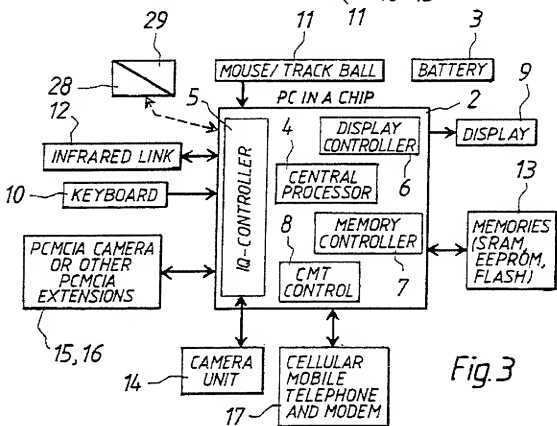 29
28
11
11
3
MOUSE/TRACK BALL
BATTERY
PC IN A CHIP
2
9
12
5
IQ-CONTROLLER
4
DISPLAY
CONTROLLER
6
DISPLAY
INFRARED LINK
10
KEYBOARD
CENTRAL
PROCESSOR
13
MEMORY
CONTROLLER
7
MEMORIES
(SRAM,
EEPROM,
FLASH)
8
CMT
CONTROL
PCMCIA CAMERA
OR OTHER
PCMCIA
EXTENSIONS
15, 16
CAMERA
UNIT
14
CELLULAR
MOBILE
TELEPHONE
AND MODEM
17
Fig. 3